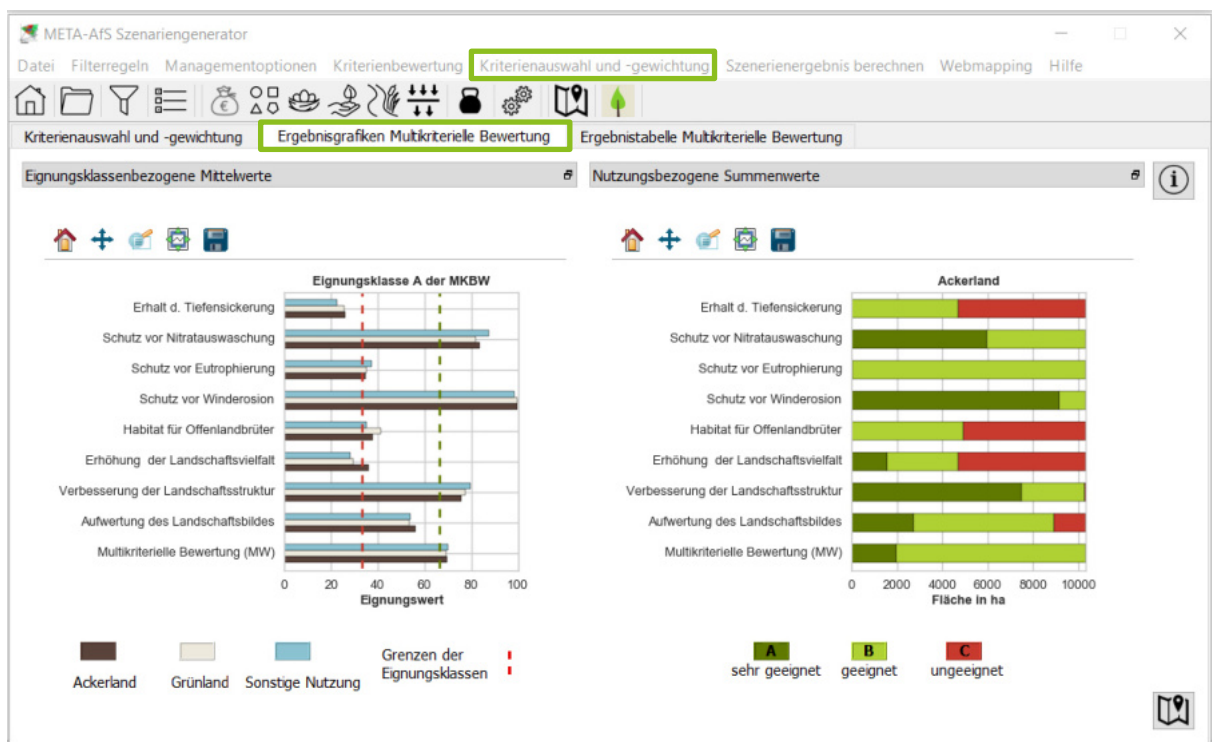 META-AfS Szenariengenerator
Datei Filterregeln Managementoptionen Kriterienbewertung Kriterienauswahl und -gewichtung Szenerienergebnis berechnen Webmapping Hilfe
Kriterienauswahl und -gewichtung Ergebnisgrafiken Multikriterielle Bewertung Ergebnistabelle Multikriterielle Bewertung
Eignungsklassenbezogene Mittelwerte
Nutzungsbezogene Summenwerte
i
Eignungsklasse A der MKBW
Erhalt d. Tiefensickerung
Schutz vor Nitratauswaschung
Schutz vor Eutrophierung
Schutz vor Winderosion
Habitat für Offenlandbrüter
Erhöhung der Landschaftsvielfalt
Verbesserung der Landschaftsstruktur
Aufwertung des Landschaftsbildes
Multikriterielle Bewertung (MW)
0 20 40 60 80 100
Eignungswert
Ackerland Grünland Sonstige Nutzung
Grenzen der
Eignungsklassen
Ackerland
Erhalt d. Tiefensickerung
Schutz vor Nitratauswaschung
Schutz vor Eutrophierung
Schutz vor Winderosion
Habitat für Offenlandbrüter
Erhöhung der Landschaftsvielfalt
Verbesserung der Landschaftsstruktur
Aufwertung des Landschaftsbildes
Multikriterielle Bewertung (MW)
0 2000 4000 6000 8000 10000
Fläche in ha
A B C
sehr geeignet geeignet ungeeignet